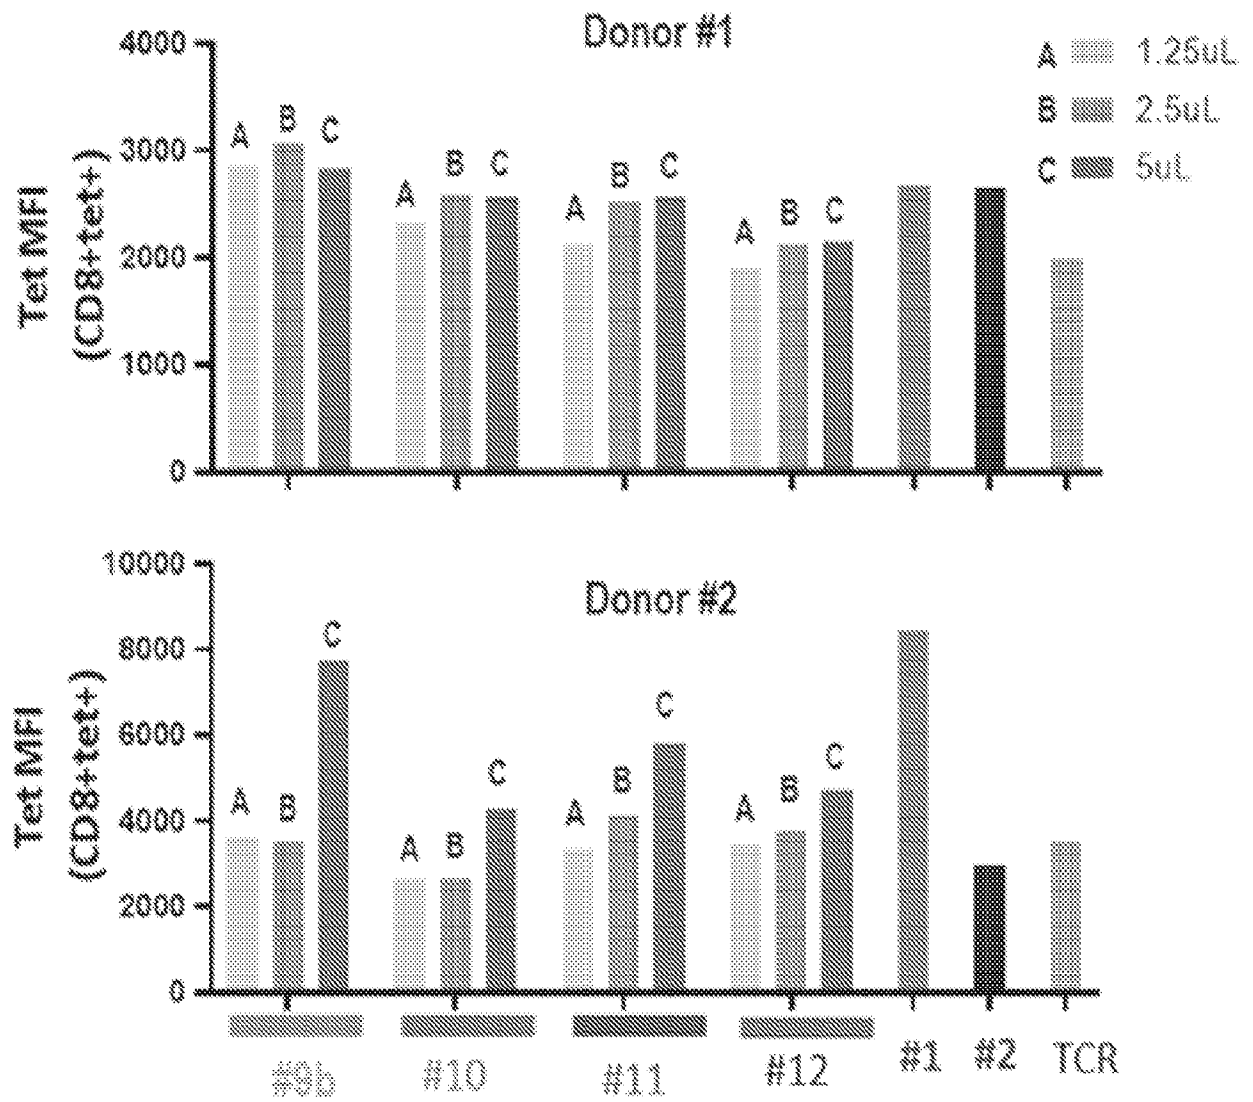 Donor #1
A 1.25uL
B 2.5uL
C 5uL
Tet MFI
(CD8+tet+)
4000
3000
2000
1000
0
A B C
A B C
A B C
A B C
Donor #2
Tet MFI
(CD8+tet+)
10000
8000
6000
4000
2000
0
A B C
A B C
A B C
A B C
#9b #10 #11 #12 #1 #2 TCR